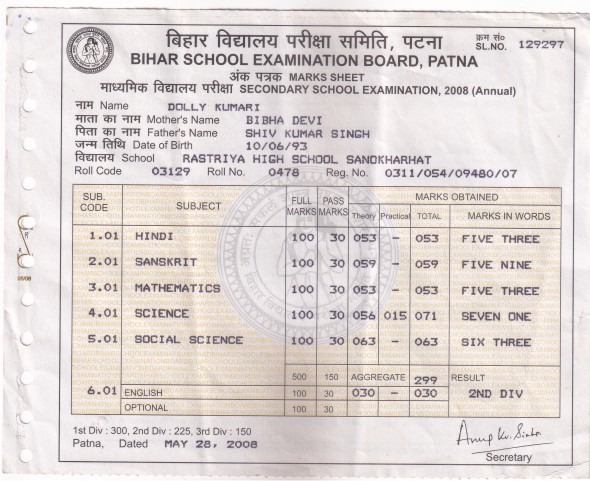 बिहार विद्यालय परीक्षा समिति, पटना
क्रम सं०
SL.NO. 129297
BIHAR SCHOOL EXAMINATION BOARD, PATNA
अंक पत्रक MARKS SHEET
माध्यमिक विद्यालय परीक्षा SECONDARY SCHOOL EXAMINATION, 2008 (Annual)
नाम Name DOLLY KUMARI
माता का नाम Mother's Name BIBHA DEVI
पिता का नाम Father's Name SHIV KUMAR SINGH
जन्म तिथि Date of Birth 10/06/93
विद्यालय School RASTRIYA HIGH SCHOOL SANOKHARHAT
Roll Code 03129 Roll No. 0478 Reg. No. 0311/054/09480/07
SUB. CODE SUBJECT FULL MARKS PASS MARKS MARKS OBTAINED
Theory Practical TOTAL MARKS IN WORDS
1.01 HINDI 100 30 053 - 053 FIVE THREE
2.01 SANSKRIT 100 30 059 - 059 FIVE NINE
3.01 MATHEMATICS 100 30 053 - 053 FIVE THREE
4.01 SCIENCE 100 30 056 015 071 SEVEN ONE
5.01 SOCIAL SCIENCE 100 30 063 - 063 SIX THREE
500 150 AGGREGATE 299 RESULT
6.01 ENGLISH 100 30 030 - 030 2ND DIV
OPTIONAL 100 30
1st Div : 300, 2nd Div : 225, 3rd Div : 150
Patna, Dated MAY 28, 2008
Anup Kr. Sinha
Secretary